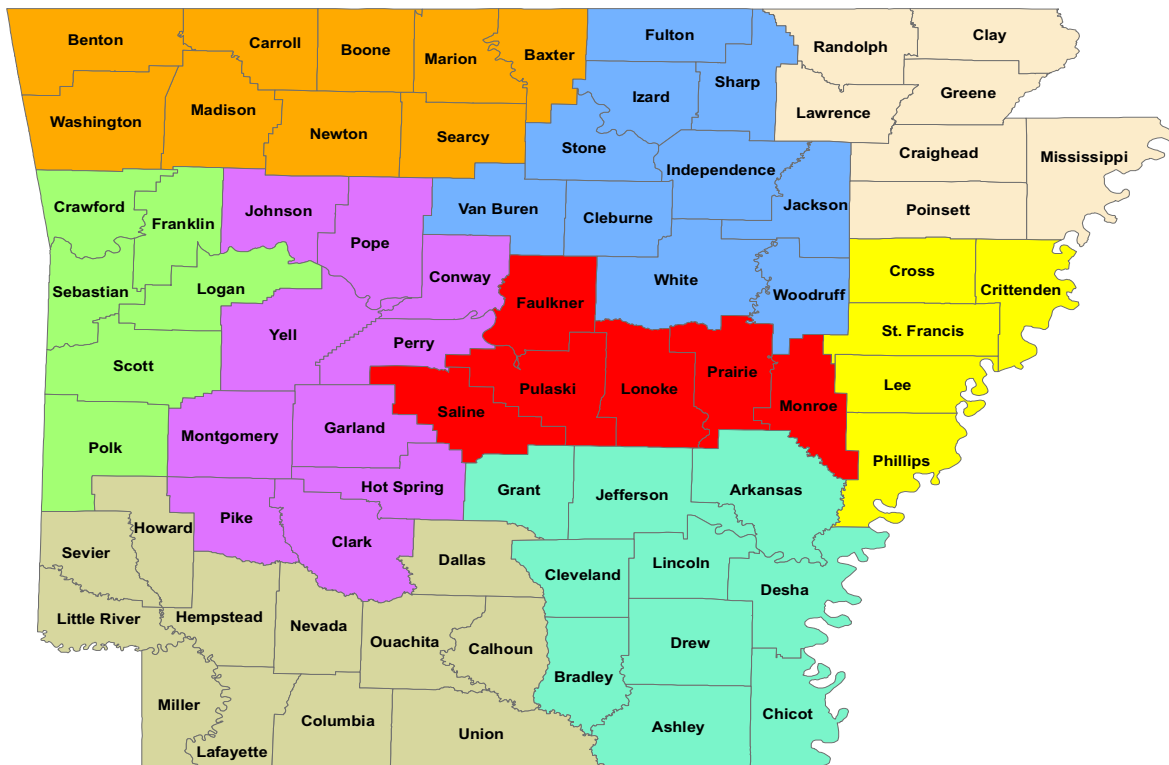 Benton
Carroll
Boone
Marion
Baxter
Fulton
Randolph
Clay
Washington
Madison
Newton
Searcy
Izard
Sharp
Lawrence
Greene
Stone
Independence
Craighead
Mississippi
Crawford
Franklin
Johnson
Pope
Van Buren
Cleburne
Jackson
Poinsett
Sebastian
Logan
Conway
White
Woodruff
Cross
Crittenden
Faulkner
Yell
Perry
St. Francis
Scott
Pulaski
Lonoke
Prairie
Monroe
Lee
Saline
Polk
Montgomery
Garland
Hot Spring
Grant
Jefferson
Arkansas
Phillips
Howard
Pike
Clark
Sevier
Dallas
Cleveland
Lincoln
Desha
Little River
Hempstead
Nevada
Ouachita
Calhoun
Bradley
Drew
Miller
Lafayette
Columbia
Union
Ashley
Chicot